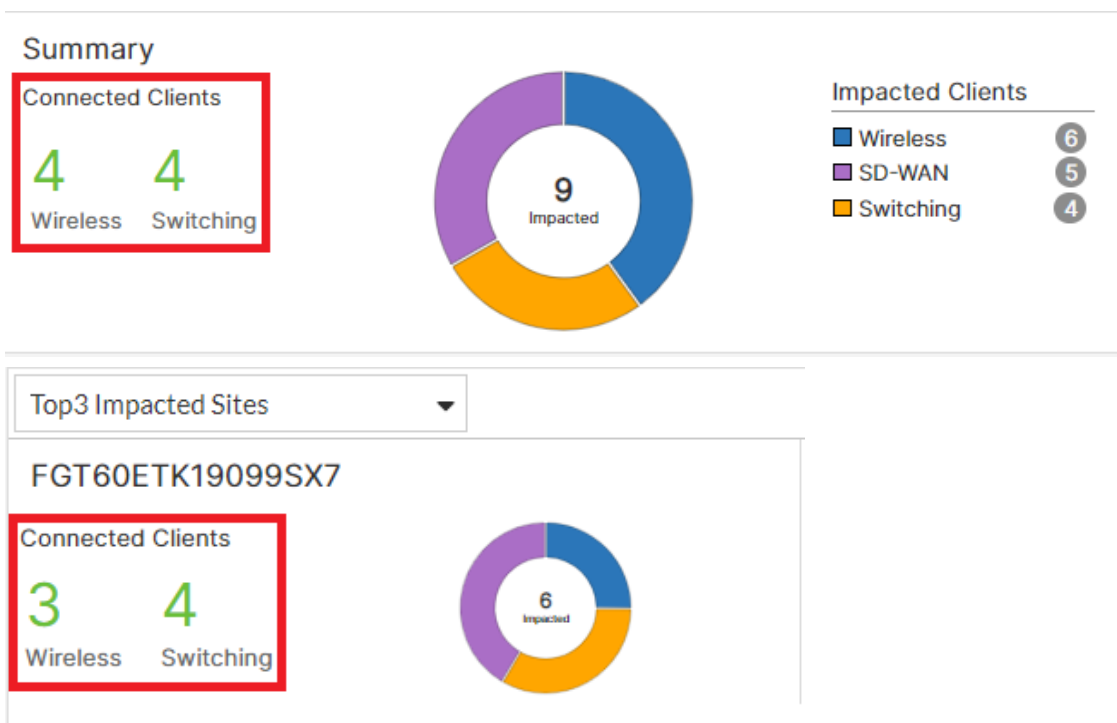 Summary
Connected Clients
4 4
Wireless Switching
9
Impacted
Impacted Clients
Wireless 6
SD-WAN 5
Switching 4
Top3 Impacted Sites
FGT60ETK19099SX7
Connected Clients
3 4
Wireless Switching
6
Impacted